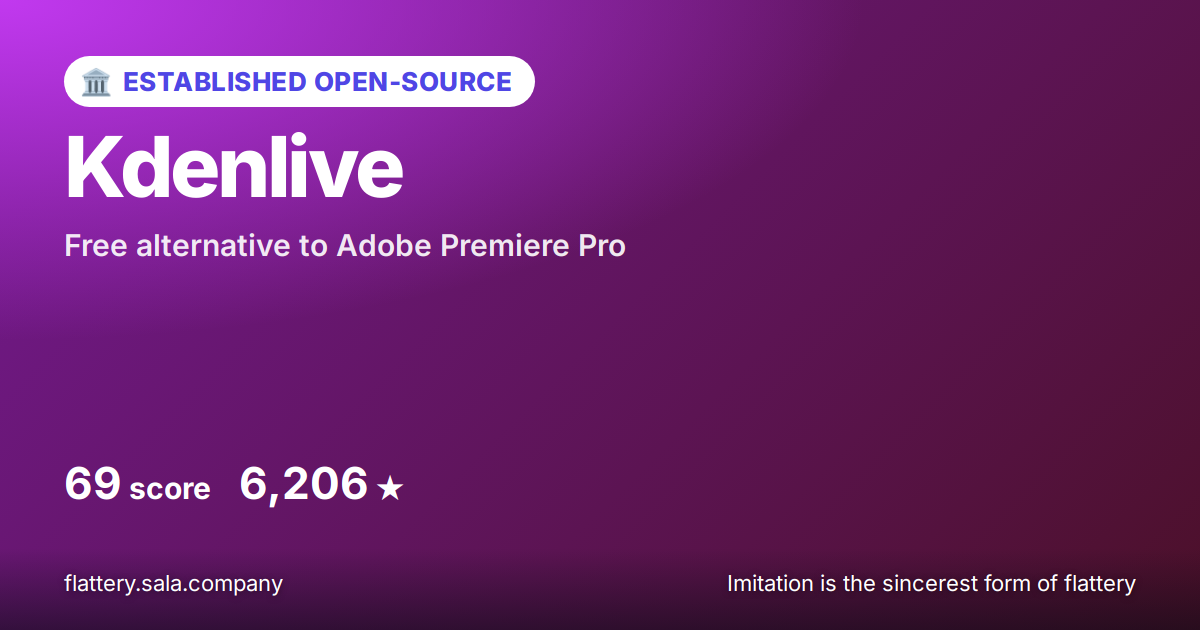 🏛️ ESTABLISHED OPEN-SOURCE
Kdenlive
Free alternative to Adobe Premiere Pro
69 score 6,206 ★
flattery.sala.company
Imitation is the sincerest form of flattery